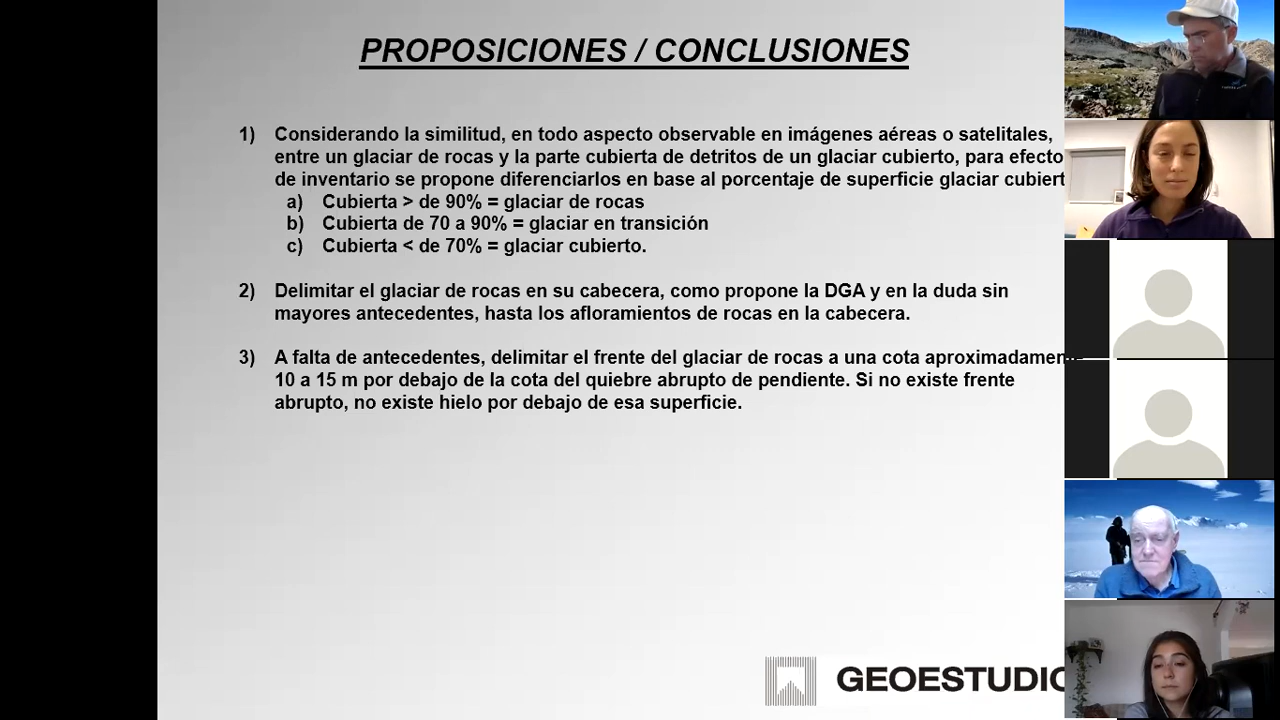 PROPOSICIONES / CONCLUSIONES
1) Considerando la similitud, en todo aspecto observable en imágenes aéreas o satelitales,
entre un glaciar de rocas y la parte cubierta de detritos de un glaciar cubierto, para efecto
de inventario se propone diferenciarlos en base al porcentaje de superficie glaciar cubiert
a) Cubierta > de 90% = glaciar de rocas
b) Cubierta de 70 a 90% = glaciar en transición
c) Cubierta < de 70% = glaciar cubierto.
2) Delimitar el glaciar de rocas en su cabecera, como propone la DGA y en la duda sin
mayores antecedentes, hasta los afloramientos de rocas en la cabecera.
3) A falta de antecedentes, delimitar el frente del glaciar de rocas a una cota aproximadamen
10 a 15 m por debajo de la cota del quiebre abrupto de pendiente. Si no existe frente
abrupto, no existe hielo por debajo de esa superficie.
GEOESTUDIO